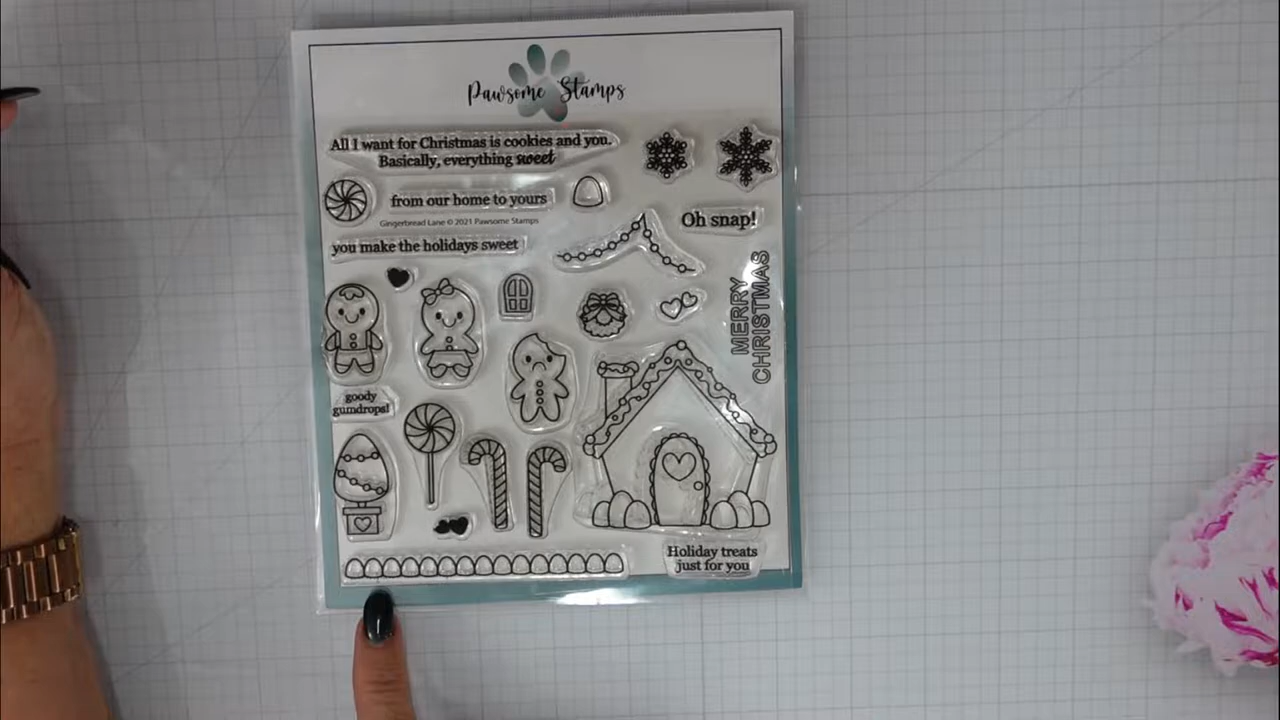 Pawsome Stamps
All I want for Christmas is cookies and you.
Basically, everything sweet
from our home to yours
Gingerbread Lane © 2021 Pawsome Stamps
Oh snap!
you make the holidays sweet
MERRY
CHRISTMAS
goody
gumdrops!
Holiday treats
just for you